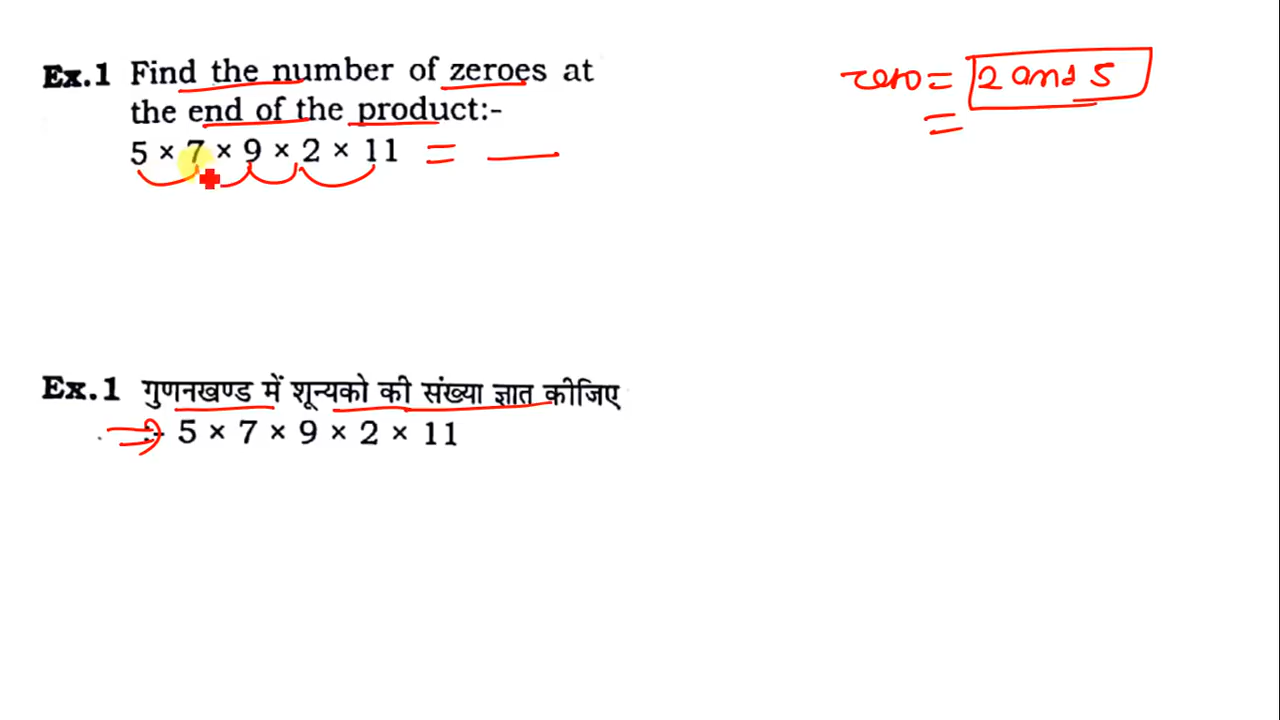 Ex.1 Find the number of zeroes at
the end of the product:-
5 × 7 × 9 × 2 × 11 =
zero = 2 and 5
=
Ex.1 गुणनखण्ड में शून्यको की संख्या ज्ञात कीजिए
:- 5 × 7 × 9 × 2 × 11